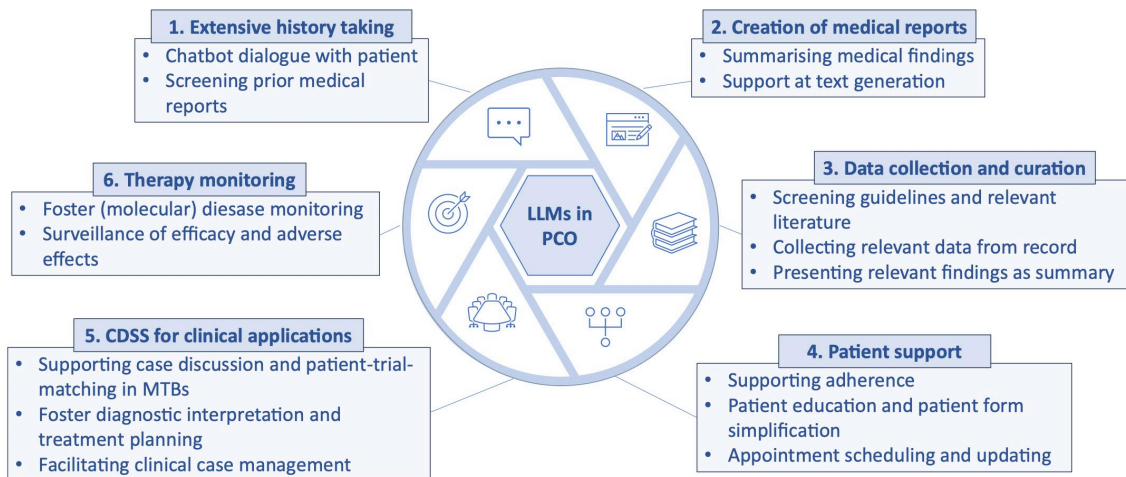 1. Extensive history taking
• Chatbot dialogue with patient
• Screening prior medical
reports
2. Creation of medical reports
• Summarising medical findings
• Support at text generation
3. Data collection and curation
• Screening guidelines and relevant
literature
• Collecting relevant data from record
• Presenting relevant findings as summary
4. Patient support
• Supporting adherence
• Patient education and patient form
simplification
• Appointment scheduling and updating
5. CDSS for clinical applications
• Supporting case discussion and patient-trial-
matching in MTBs
• Foster diagnostic interpretation and
treatment planning
• Facilitating clinical case management
6. Therapy monitoring
• Foster (molecular) diesase monitoring
• Surveillance of efficacy and adverse
effects
LLMs in
PCO